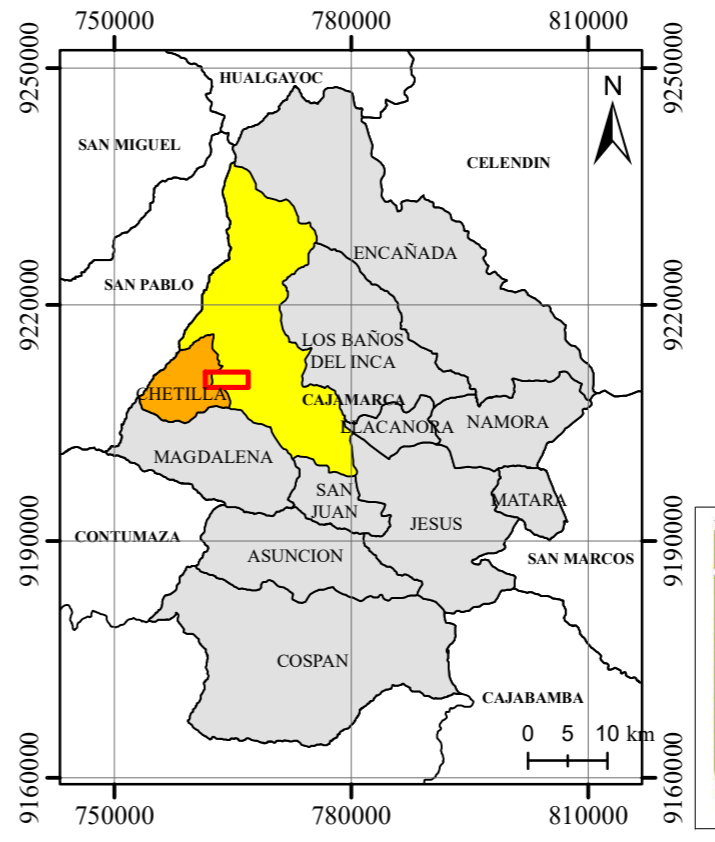 750000 780000 810000
9250000
9250000
HUALGAYOC
N
SAN MIGUEL
CELENDIN
ENCAÑADA
SAN PABLO
9220000
9220000
LOS BAÑOS
DEL INCA
CHETILLA
CAJAMARCA
LLACANORA
NAMORA
MAGDALENA
SAN
JUAN
MATARA
JESUS
CONTUMAZA
9190000
9190000
ASUNCION
SAN MARCOS
COSPAN
CAJABAMBA
0 5 10 km
9160000
9160000
750000 780000 810000